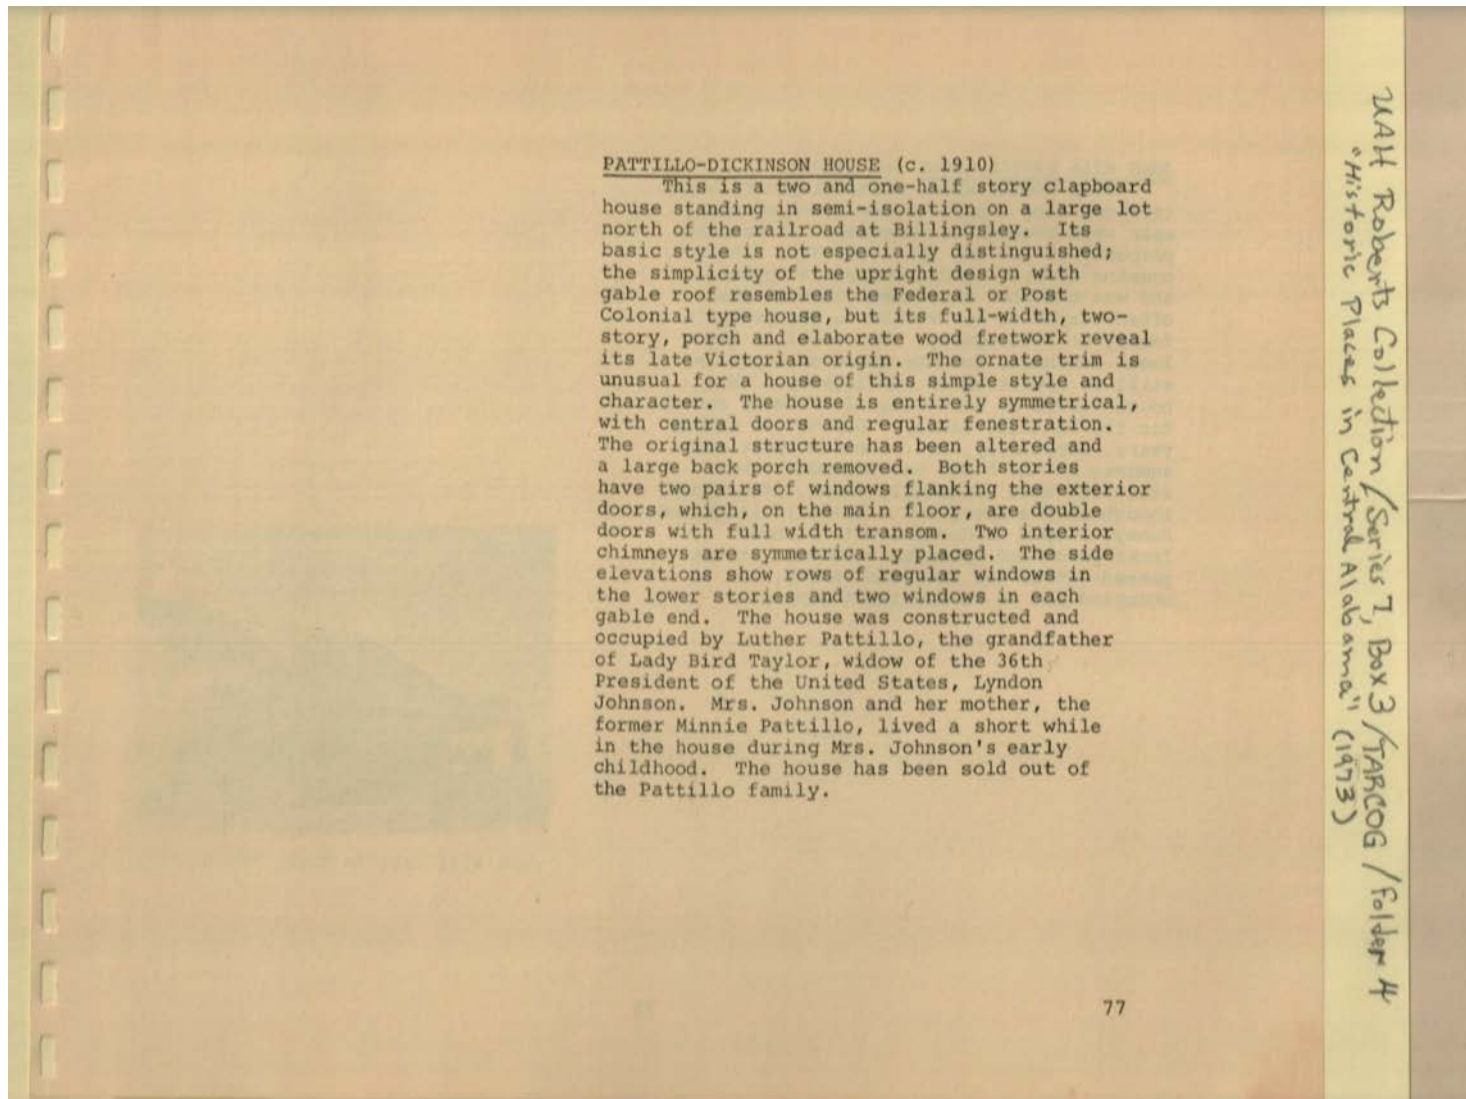 PATTILLO-DICKINSON HOUSE (c. 1910)
This is a two and one-half story clapboard
house standing in semi-isolation on a large lot
north of the railroad at Billingsley. Its
basic style is not especially distinguished;
the simplicity of the upright design with
gable roof resembles the Federal or Post
Colonial type house, but its full-width, two-
story, porch and elaborate wood fretwork reveal
its late Victorian origin. The ornate trim is
unusual for a house of this simple style and
character. The house is entirely symmetrical,
with central doors and regular fenestration.
The original structure has been altered and
a large back porch removed. Both stories
have two pairs of windows flanking the exterior
doors, which, on the main floor, are double
doors with full width transom. Two interior
chimneys are symmetrically placed. The side
elevations show rows of regular windows in
the lower stories and two windows in each
gable end. The house was constructed and
occupied by Luther Pattillo, the grandfather
of Lady Bird Taylor, widow of the 36th
President of the United States, Lyndon
Johnson. Mrs. Johnson and her mother, the
former Minnie Pattillo, lived a short while
in the house during Mrs. Johnson's early
childhood. The house has been sold out of
the Pattillo family.
77
UAH Roberts Collection/Series 7, Box 3/TARCOG/Folder 4
"Historic Places in Central Alabama" (1973)